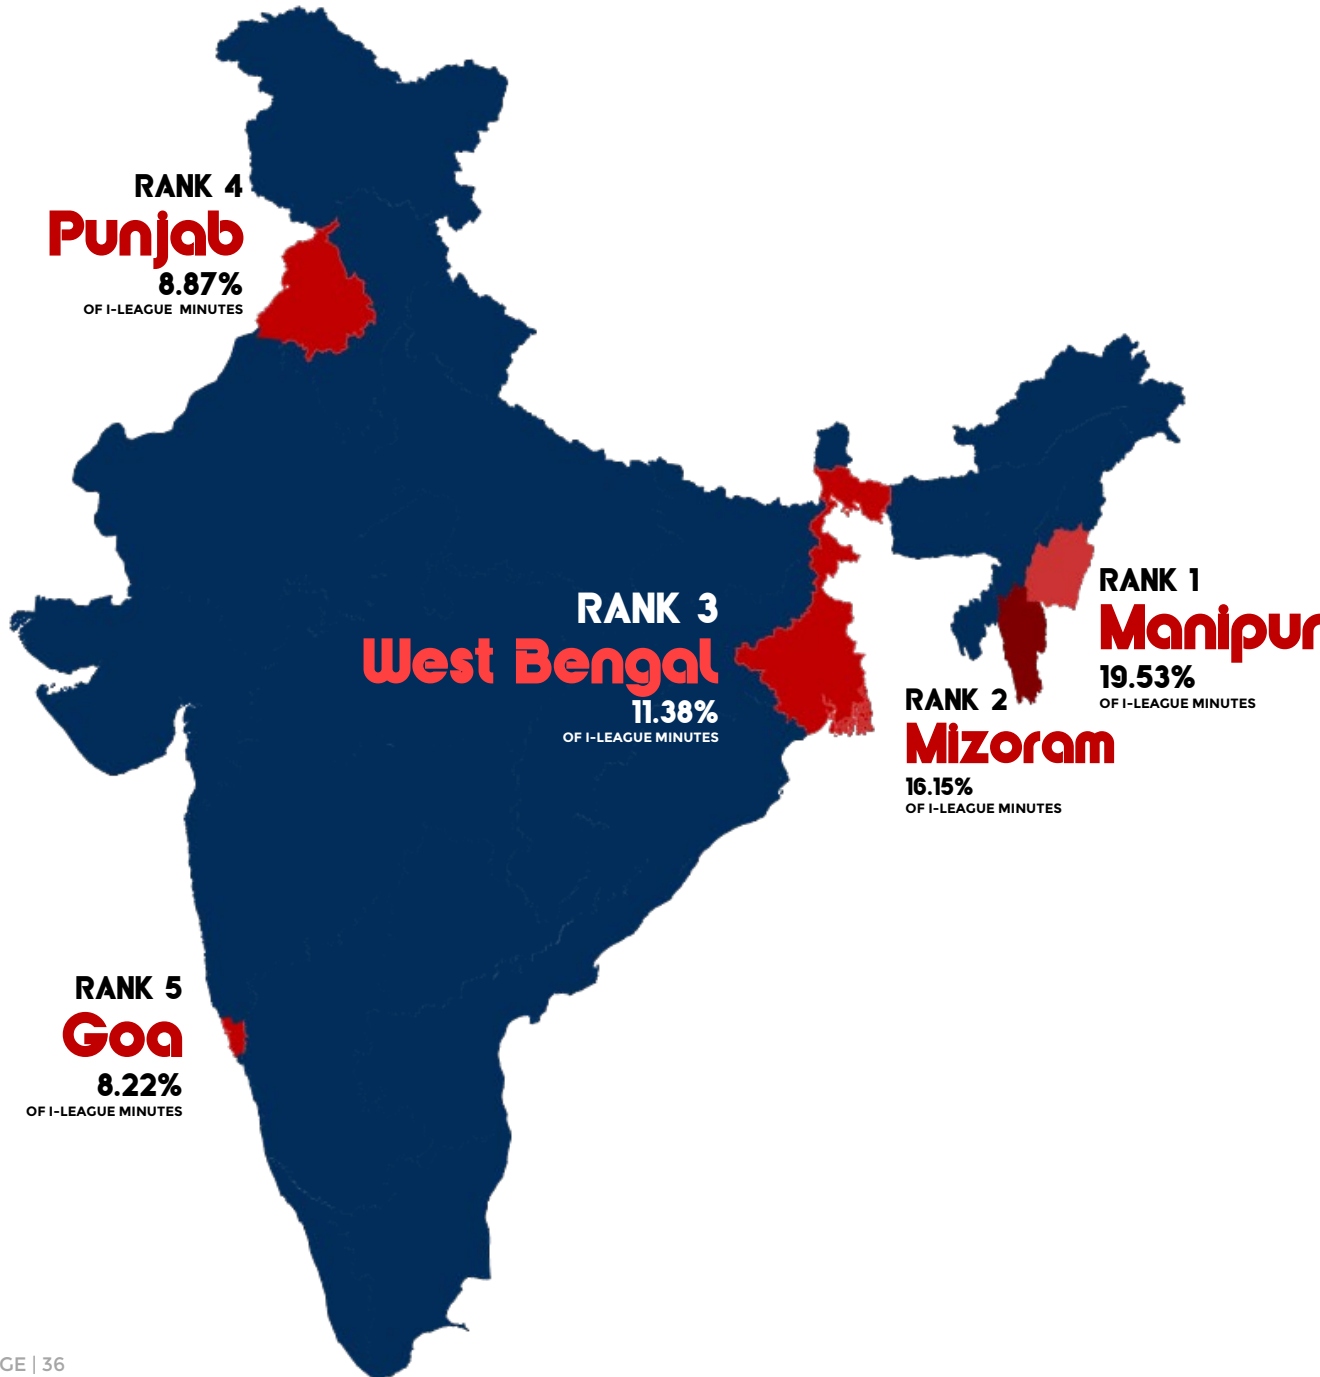 RANK 4
Punjab
8.87%
OF I-LEAGUE MINUTES
RANK 3
West Bengal
11.38%
OF I-LEAGUE MINUTES
RANK 1
Manipur
19.53%
OF I-LEAGUE MINUTES
RANK 2
Mizoram
16.15%
OF I-LEAGUE MINUTES
RANK 5
Goa
8.22%
OF I-LEAGUE MINUTES
GE | 36